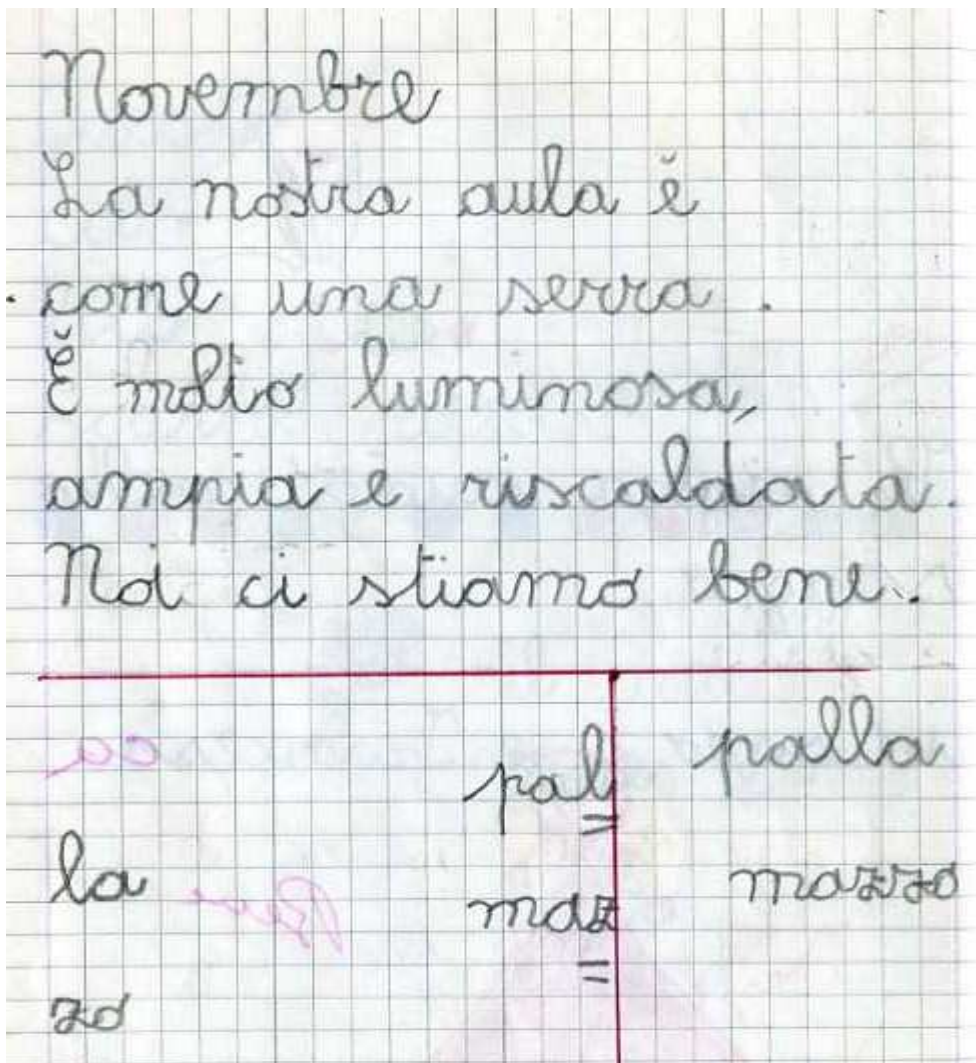 Novembre
La nostra aula è
come una serra.
È molto luminosa,
ampia e riscaldata.
Noi ci stiamo bene.
pal= palla
la
maz= mazzo
zo